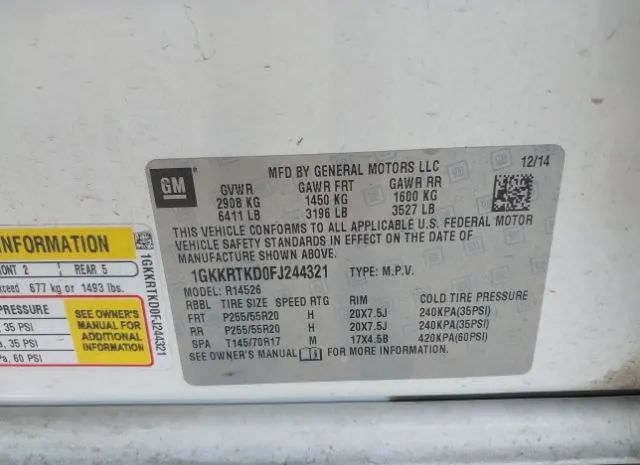 GM
MFD BY GENERAL MOTORS LLC 12/14
GVWR GAWR FRT GAWR RR
2908 KG 1450 KG 1600 KG
6411 LB 3196 LB 3527 LB
THIS VEHICLE CONFORMS TO ALL APPLICABLE U.S. FEDERAL MOTOR
VEHICLE SAFETY STANDARDS IN EFFECT ON THE DATE OF
MANUFACTURE SHOWN ABOVE.
1GKKRTKD0FJ244321 TYPE: M.P.V.
MODEL: R14526
RBBL TIRE SIZE SPEED RTG RIM COLD TIRE PRESSURE
FRT P255/55R20 H 20X7.5J 240KPA(35PSI)
RR P255/55R20 H 20X7.5J 240KPA(35PSI)
SPA T145/70R17 M 17X4.5B 420KPA(60PSI)
SEE OWNER'S MANUAL FOR MORE INFORMATION.
INFORMATION
FRONT 2 REAR 5
exceed 677 kg or 1493 lbs.
PRESSURE
35 PSI
35 PSI
60 PSI
SEE OWNER'S
MANUAL FOR
ADDITIONAL
INFORMATION
1GKKRTKD0FJ244321